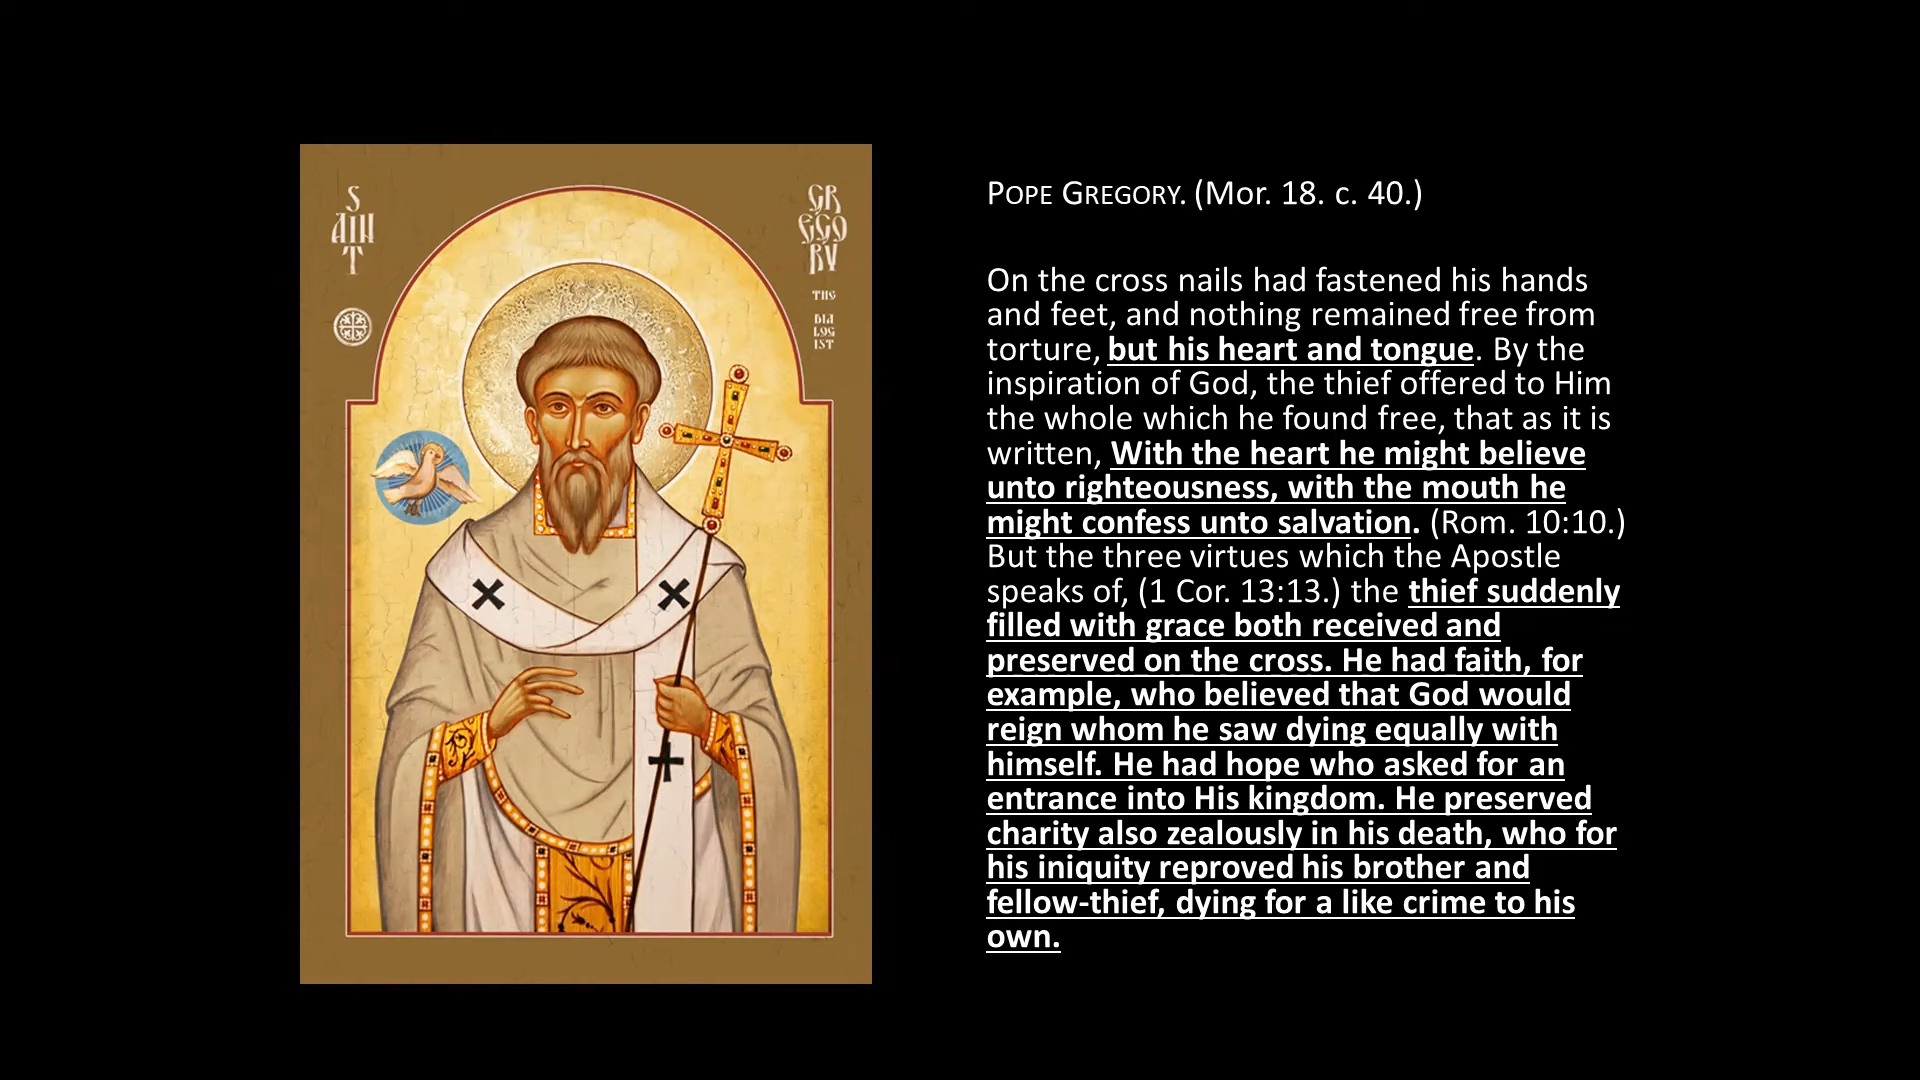 S
AIN
T
GR
EGO
RY
THE
DIA
LOG
IST
POPE GREGORY. (Mor. 18. c. 40.)
On the cross nails had fastened his hands
and feet, and nothing remained free from
torture, but his heart and tongue. By the
inspiration of God, the thief offered to Him
the whole which he found free, that as it is
written, With the heart he might believe
unto righteousness, with the mouth he
might confess unto salvation. (Rom. 10:10.)
But the three virtues which the Apostle
speaks of, (1 Cor. 13:13.) the thief suddenly
filled with grace both received and
preserved on the cross. He had faith, for
example, who believed that God would
reign whom he saw dying equally with
himself. He had hope who asked for an
entrance into His kingdom. He preserved
charity also zealously in his death, who for
his iniquity reproved his brother and
fellow-thief, dying for a like crime to his
own.